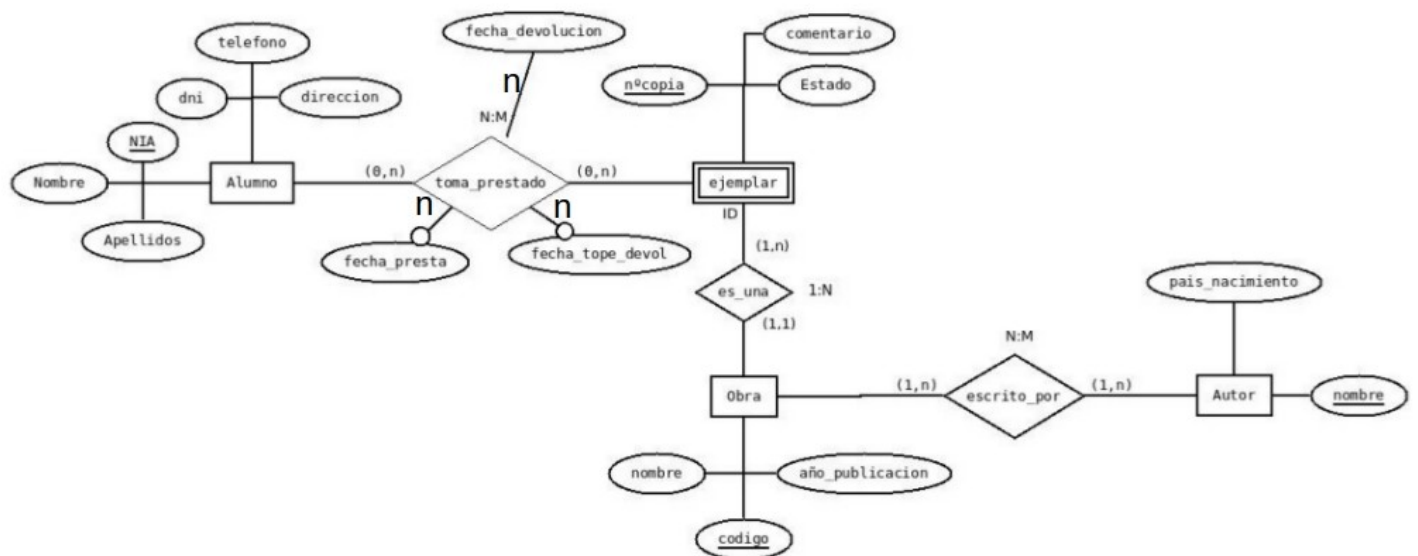 fecha_devolucion
comentario
telefono
n
nºcopia
Estado
dni
direccion
N:M
NIA
Nombre
Alumno
(0,n)
toma_prestado
(0,n)
ejemplar
n
n
ID
Apellidos
fecha_presta
fecha_tope_devol
(1,n)
es_una
1:N
pais_nacimiento
(1,1)
N:M
Obra
(1,n)
escrito_por
(1,n)
Autor
nombre
nombre
año_publicacion
codigo